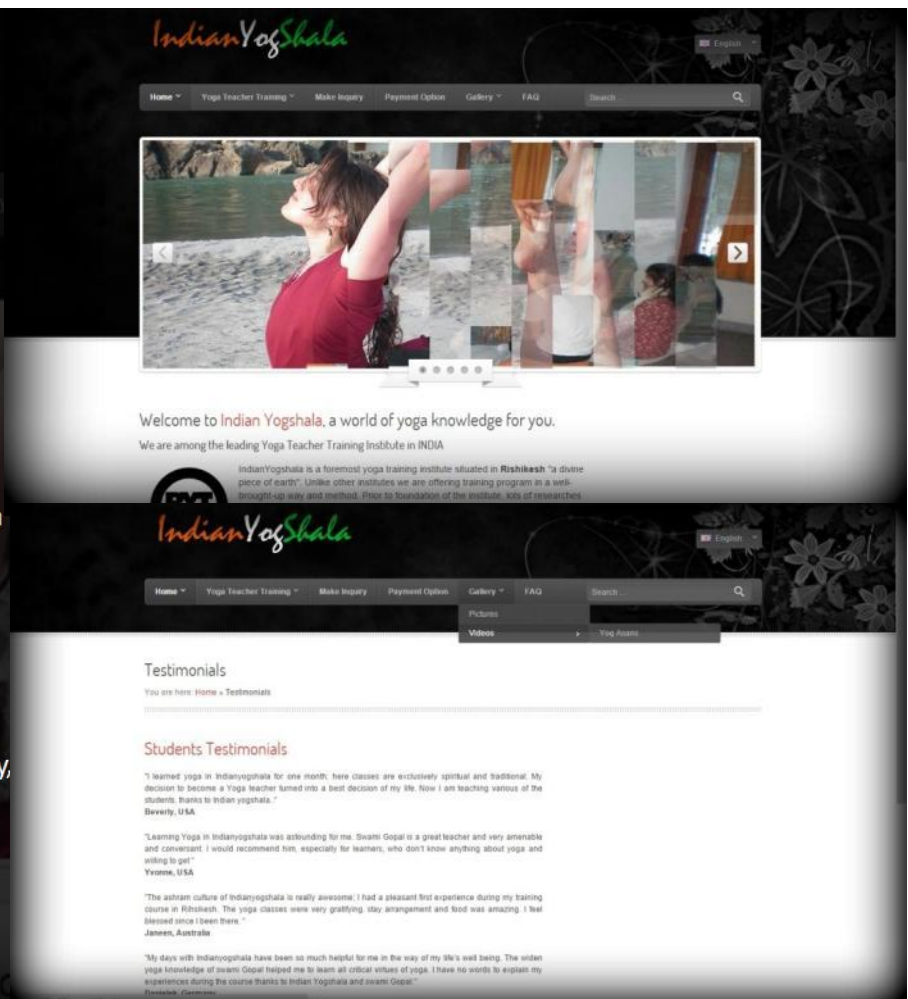 IndianYogShala
English
Home Yoga Teacher Training Make Inquiry Payment Option Gallery FAQ Search ...
Welcome to Indian Yogshala, a world of yoga knowledge for you.
We are among the leading Yoga Teacher Training Institute in INDIA
IndianYogshala is a foremost yoga training institute situated in Rishikesh "a divine
piece of earth". Unlike other institutes we are offering training program in a well-
brought-up way and method. Prior to foundation of the institute, lots of researches
IndianYogShala
English
Home Yoga Teacher Training Make Inquiry Payment Option Gallery FAQ Search ...
Pictures
Videos Yog Asans
Testimonials
You are here: Home » Testimonials
Students Testimonials
"I learned yoga in Indianyogshala for one month; here classes are exclusively spiritual and traditional. My
decision to become a Yoga teacher turned into a best decision of my life. Now I am teaching various of the
students, thanks to Indian yogshala.."
Beverly, USA
"Learning Yoga in Indianyogshala was astounding for me. Swami Gopal is a great teacher and very amenable
and conversant. I would recommend him, especially for learners, who don't know anything about yoga and
willing to get"
Yvonne, USA
"The ashram culture of Indianyogshala is really awesome; I had a pleasant first experience during my training
course in Rihsikesh. The yoga classes were very gratifying, stay arrangement and food was amazing. I feel
blessed since I been there. "
Janeen, Australia
"My days with Indianyogshala have been so much helpful for me in the way of my life's well being. The widen
yoga knowledge of swami Gopal helped me to learn all critical virtues of yoga. I have no words to explain my
experiences during the course thanks to Indian Yogshala and swami Gopal."
Germany